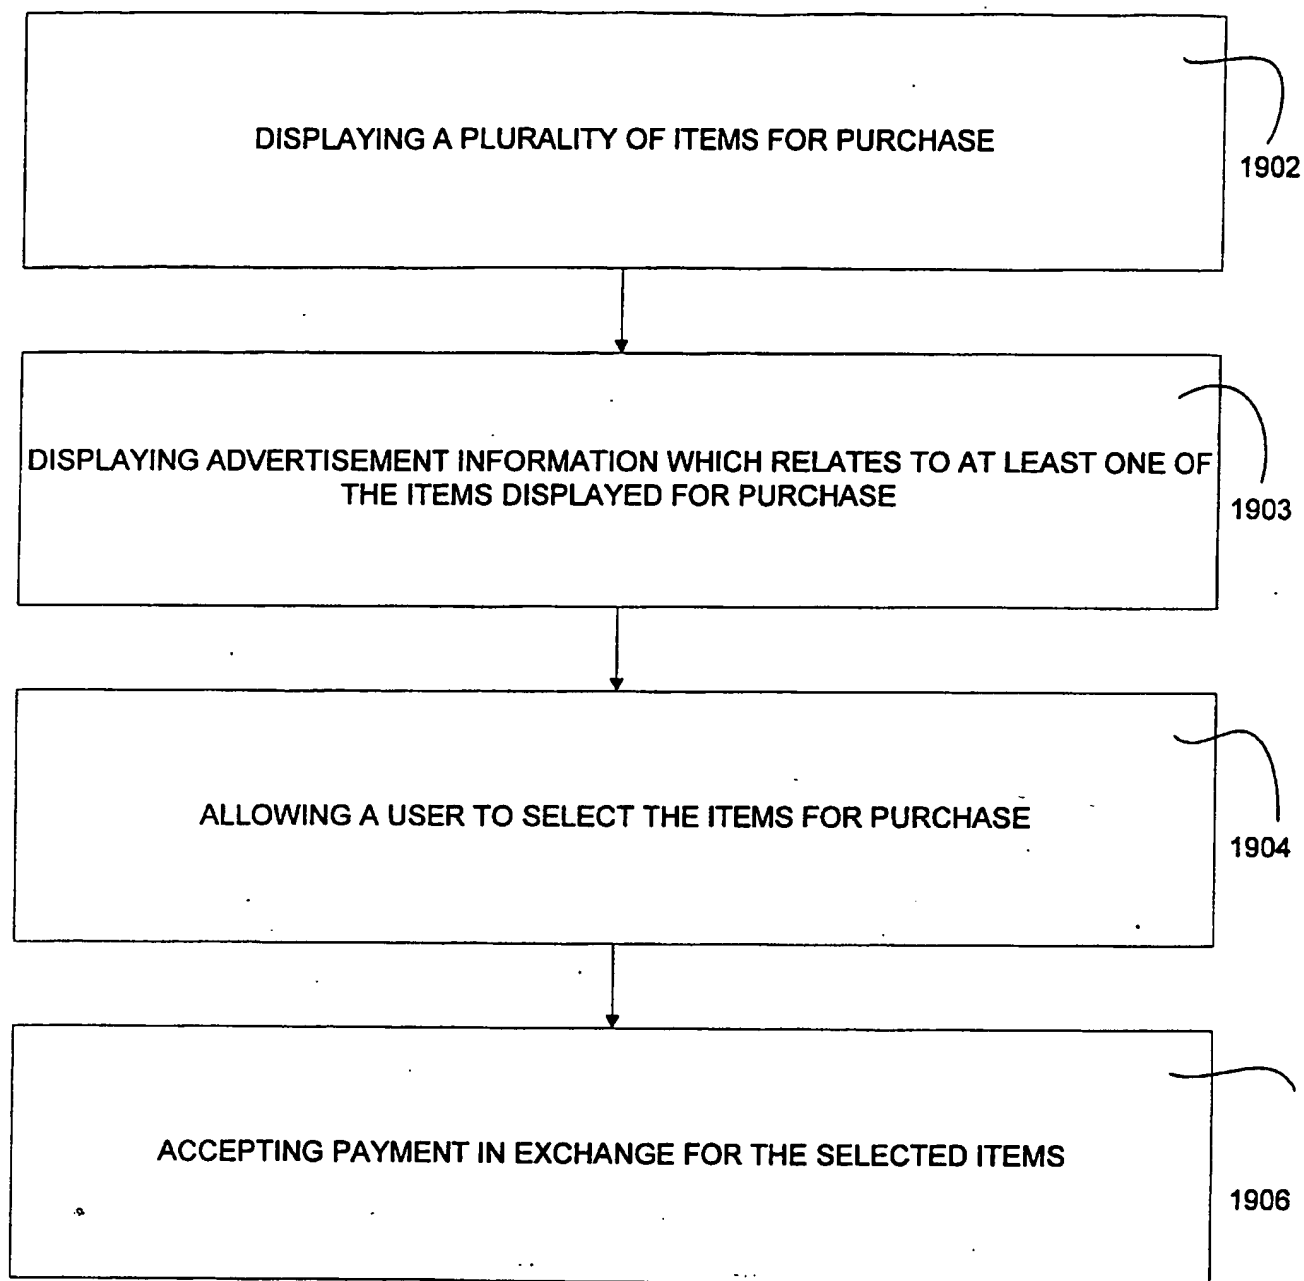 DISPLAYING A PLURALITY OF ITEMS FOR PURCHASE
1902
DISPLAYING ADVERTISEMENT INFORMATION WHICH RELATES TO AT LEAST ONE OF
THE ITEMS DISPLAYED FOR PURCHASE
1903
ALLOWING A USER TO SELECT THE ITEMS FOR PURCHASE
1904
ACCEPTING PAYMENT IN EXCHANGE FOR THE SELECTED ITEMS
1906